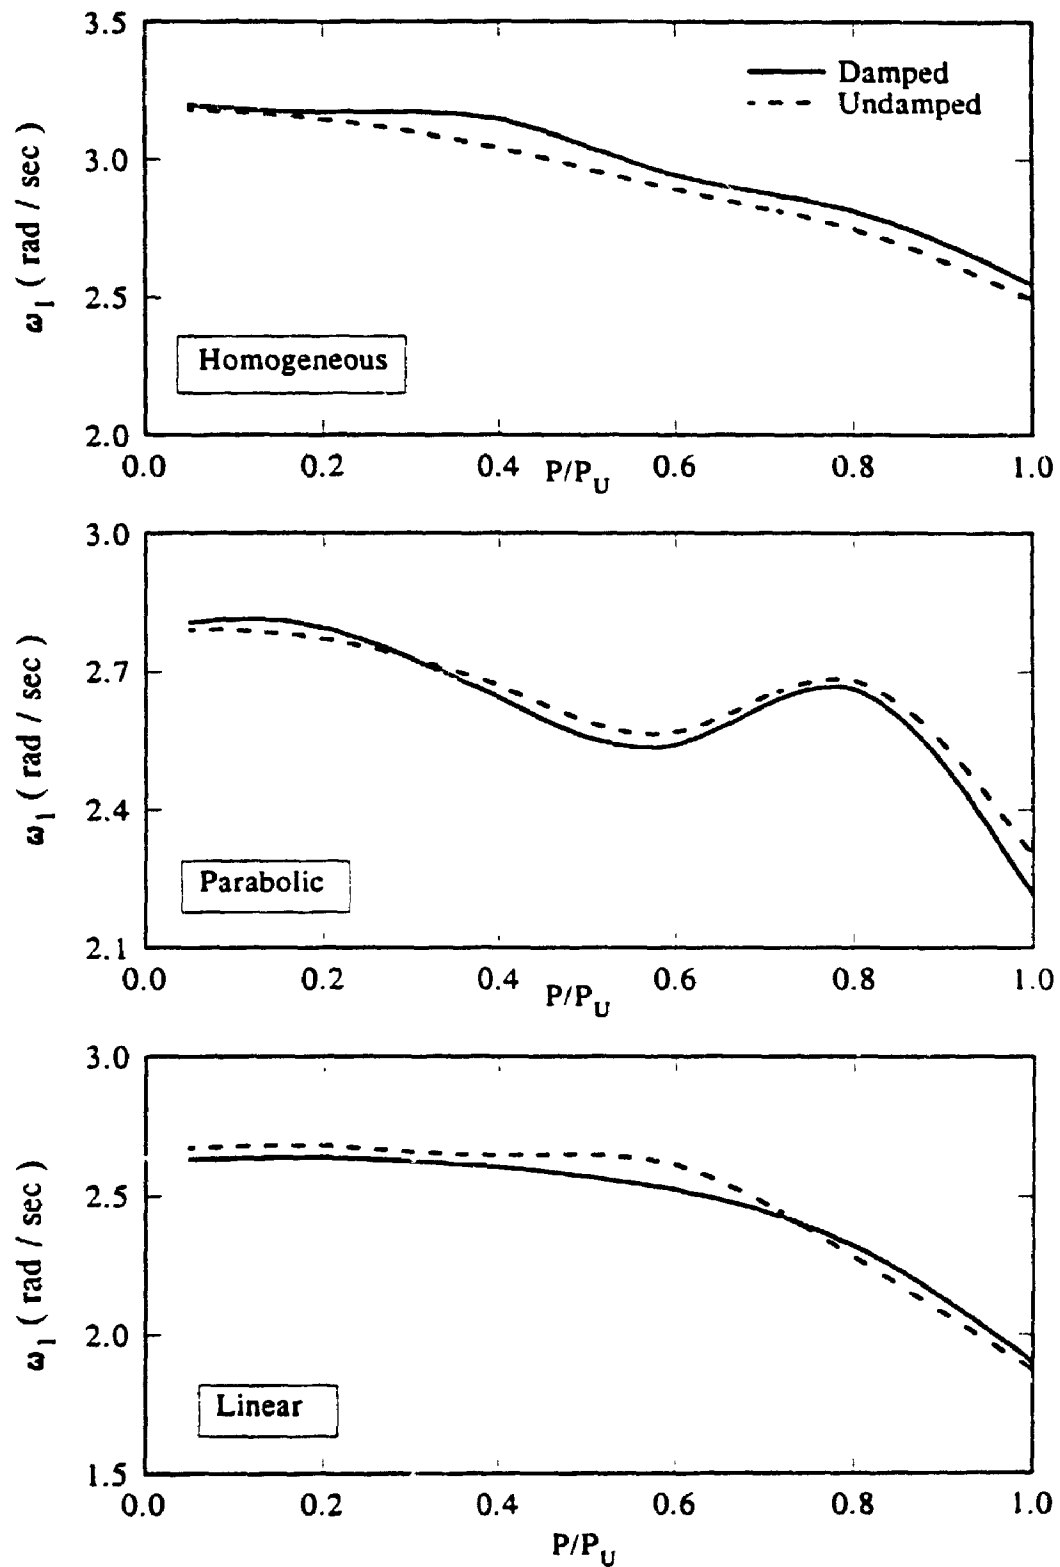 3.5
Damped
Undamped
3.0
2.5
2.0
ω1 ( rad / sec )
Homogeneous
0.0 0.2 0.4 P/PU 0.6 0.8 1.0
3.0
2.7
2.4
2.1
ω1 ( rad / sec )
Parabolic
0.0 0.2 0.4 0.6 0.8 1.0
P/PU
3.0
2.5
2.0
1.5
ω1 ( rad / sec )
Linear
0.0 0.2 0.4 0.6 0.8 1.0
P/PU